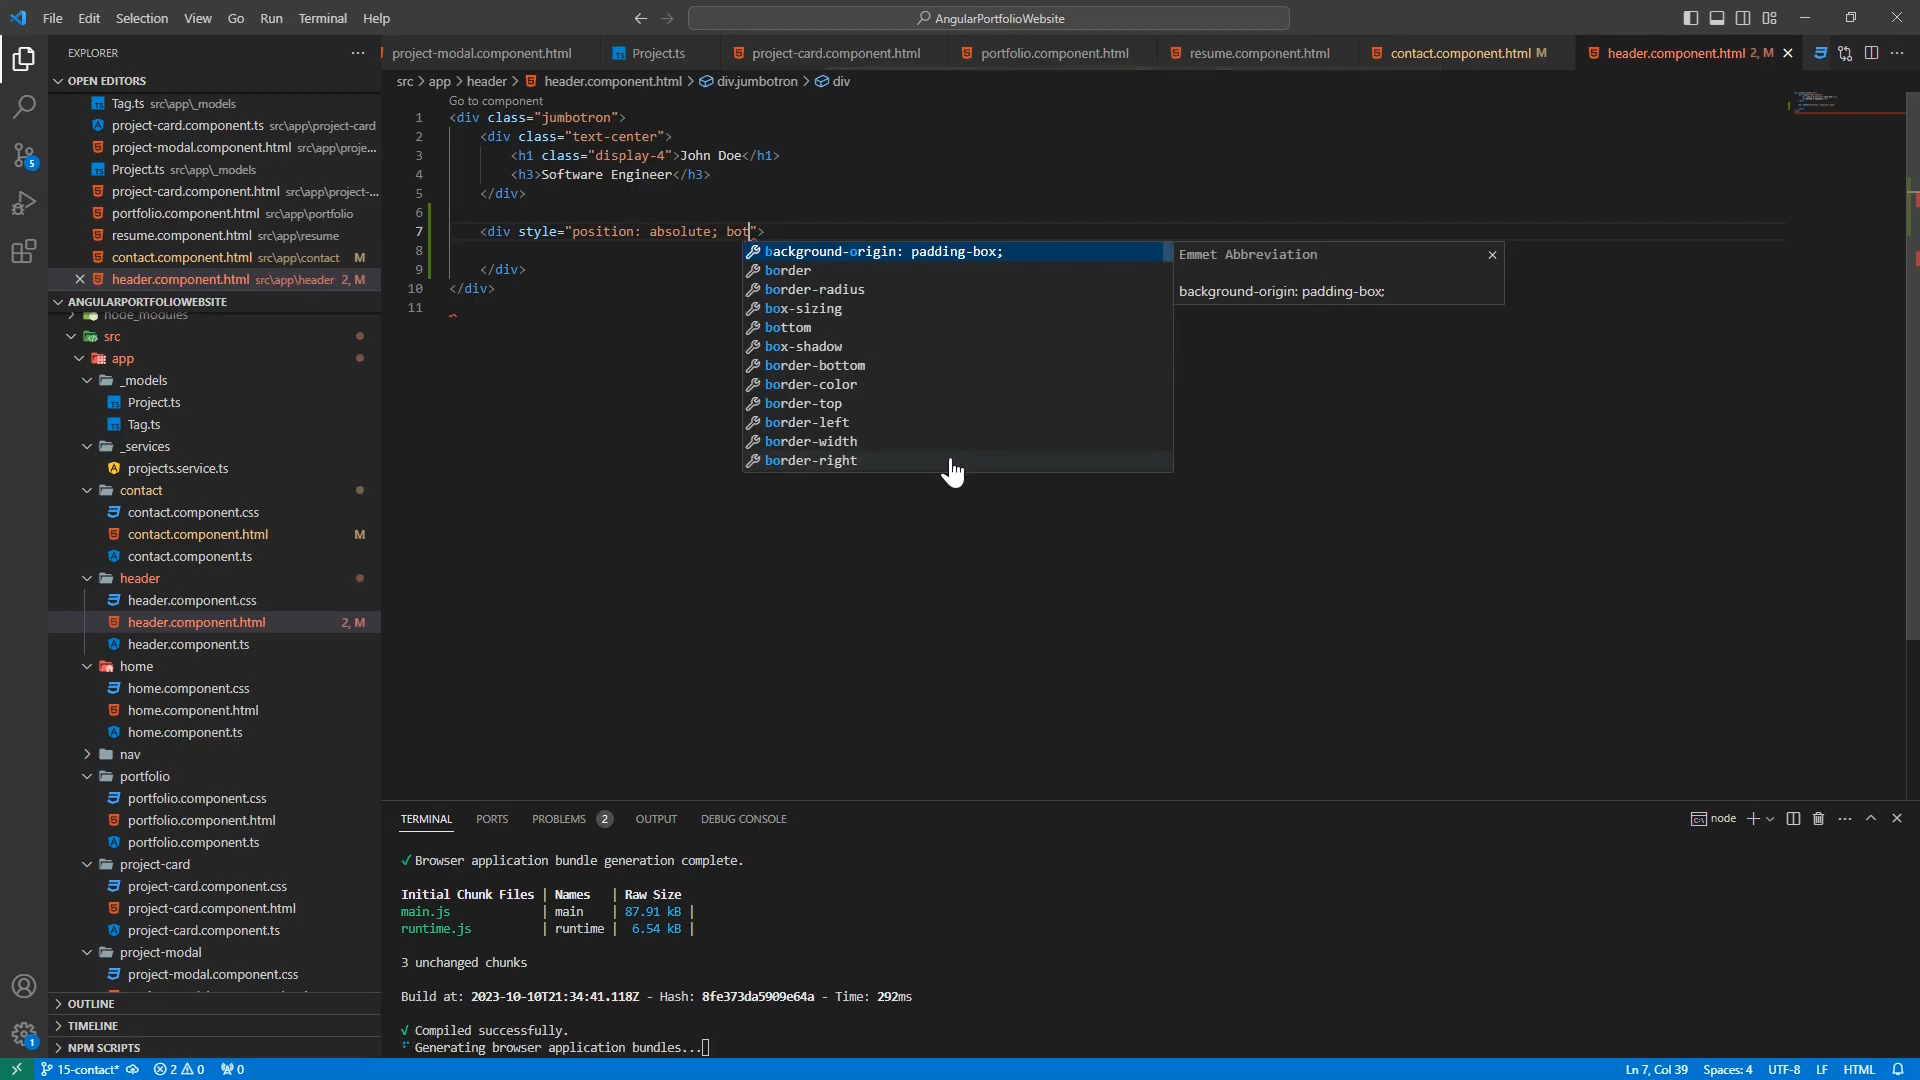 File Edit Selection View Go Run Terminal Help
AngularPortfolioWebsite
EXPLORER
OPEN EDITORS
Tag.ts src\app\_models
project-card.component.ts src\app\project-card
project-modal.component.html src\app\proje...
Project.ts src\app\_models
project-card.component.html src\app\project-...
portfolio.component.html src\app\portfolio
resume.component.html src\app\resume
contact.component.html src\app\contact M
header.component.html src\app\header 2, M
ANGULARPORTFOLIOWEBSITE
node_modules
src
app
_models
Project.ts
Tag.ts
_services
projects.service.ts
contact
contact.component.css
contact.component.html M
contact.component.ts
header
header.component.css
header.component.html 2, M
header.component.ts
home
home.component.css
home.component.html
home.component.ts
nav
portfolio
portfolio.component.css
portfolio.component.html
portfolio.component.ts
project-card
project-card.component.css
project-card.component.html
project-card.component.ts
project-modal
project-modal.component.css
OUTLINE
TIMELINE
NPM SCRIPTS
project-modal.component.html Project.ts project-card.component.html portfolio.component.html resume.component.html contact.component.html M header.component.html 2, M
src > app > header > header.component.html > div.jumbotron > div
Go to component
1 <div class="jumbotron">
2 <div class="text-center">
3 <h1 class="display-4">John Doe</h1>
4 <h3>Software Engineer</h3>
5 </div>
6
7 <div style="position: absolute; bot">
8
9 </div>
10 </div>
11
background-origin: padding-box;
border
border-radius
box-sizing
bottom
box-shadow
border-bottom
border-color
border-top
border-left
border-width
border-right
Emmet Abbreviation
background-origin: padding-box;
TERMINAL PORTS PROBLEMS 2 OUTPUT DEBUG CONSOLE
node
√ Browser application bundle generation complete.
Initial Chunk Files | Names | Raw Size
main.js | main | 87.91 kB |
runtime.js | runtime | 6.54 kB |
3 unchanged chunks
Build at: 2023-10-10T21:34:41.118Z - Hash: 8fe373da5909e64a - Time: 292ms
√ Compiled successfully.
Generating browser application bundles...
5
1
15-contact* 2 0 0
Ln 7, Col 39 Spaces: 4 UTF-8 LF HTML